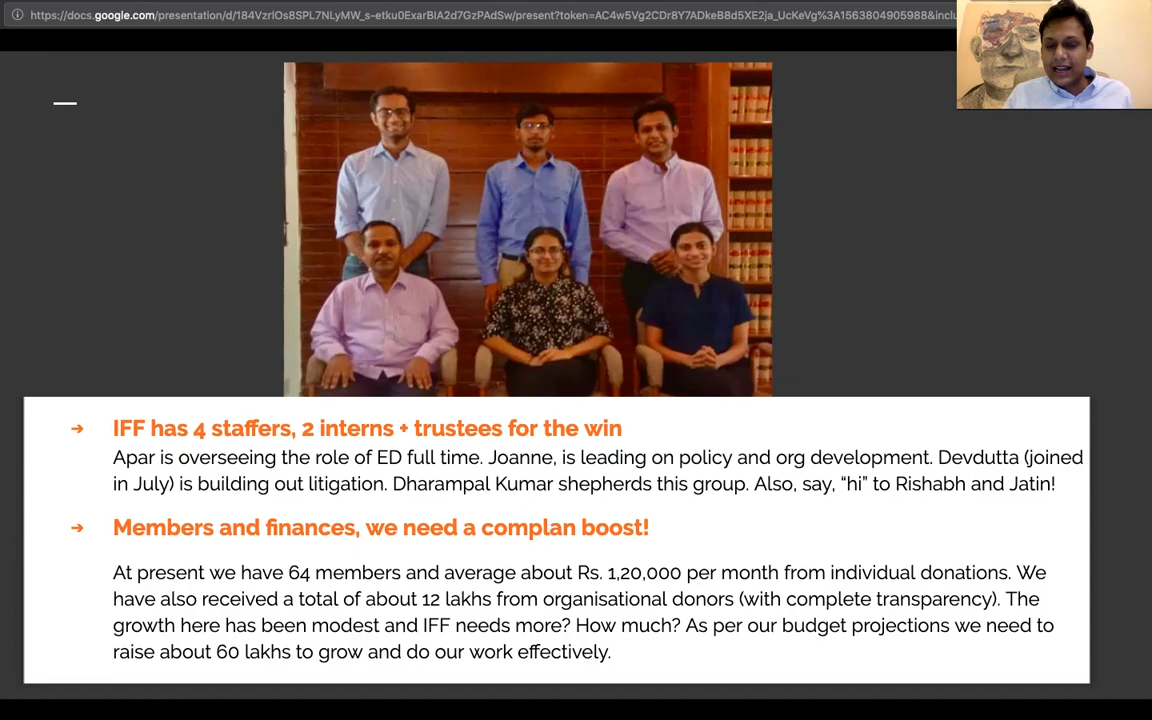 https://docs.google.com/presentation/d/184VzrlOs8SPL7NLyMW_s-etku0ExarBIA2d7GzPAdSw/present?token=AC4w5Vg2CDr8Y7ADkeB8d5XE2ja_UcKeVg%3A1563804905988&inclu
➔ IFF has 4 staffers, 2 interns + trustees for the win
Apar is overseeing the role of ED full time. Joanne, is leading on policy and org development. Devdutta (joined
in July) is building out litigation. Dharampal Kumar shepherds this group. Also, say, “hi” to Rishabh and Jatin!
➔ Members and finances, we need a complan boost!
At present we have 64 members and average about Rs. 1,20,000 per month from individual donations. We
have also received a total of about 12 lakhs from organisational donors (with complete transparency). The
growth here has been modest and IFF needs more? How much? As per our budget projections we need to
raise about 60 lakhs to grow and do our work effectively.